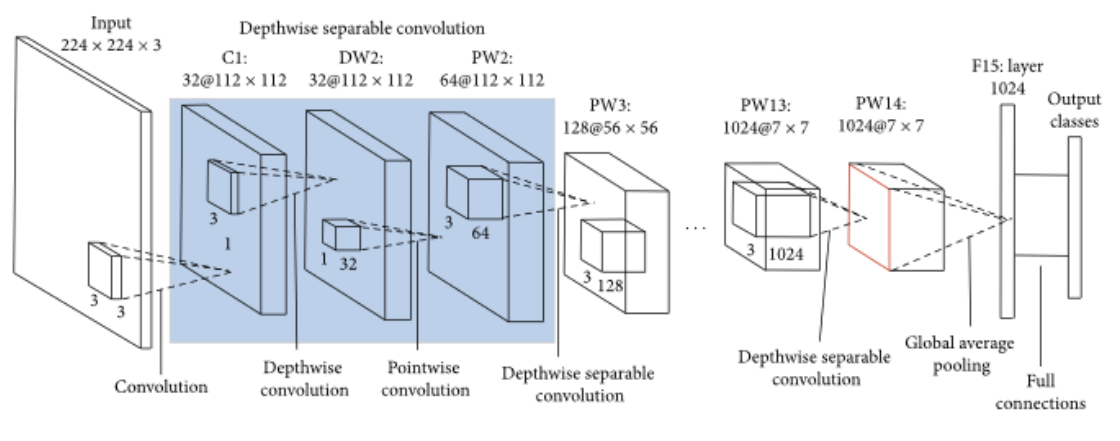 Input
224 × 224 × 3
Depthwise separable convolution
C1:
32@112 × 112
DW2:
32@112 × 112
PW2:
64@112 × 112
PW3:
128@56 × 56
PW13:
1024@7 × 7
PW14:
1024@7 × 7
F15: layer
1024
Output
classes
3
3
3
1
1
32
3
64
3
128
...
3
1024
Convolution
Depthwise
convolution
Pointwise
convolution
Depthwise separable
convolution
Depthwise separable
convolution
Global average
pooling
Full
connections